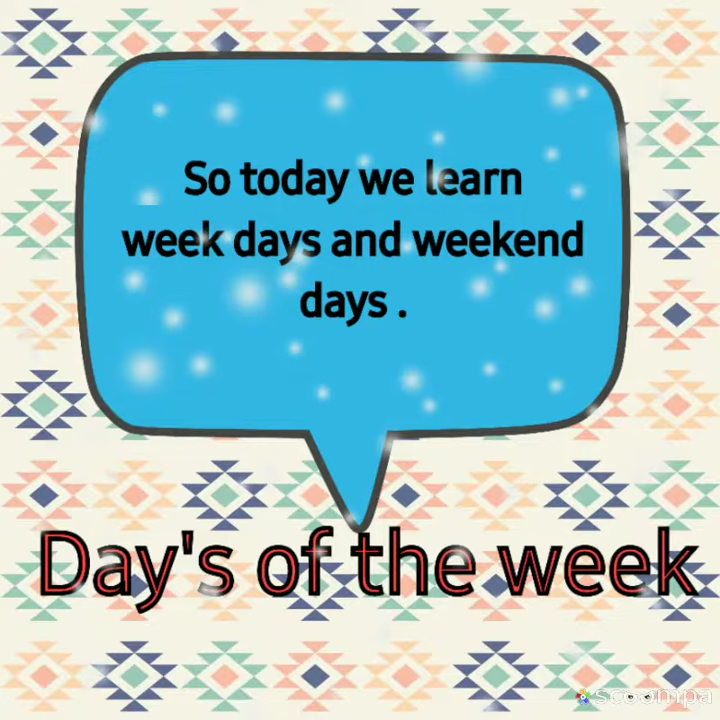 So today we learn
week days and weekend
days .
Day's of the week
scoompa